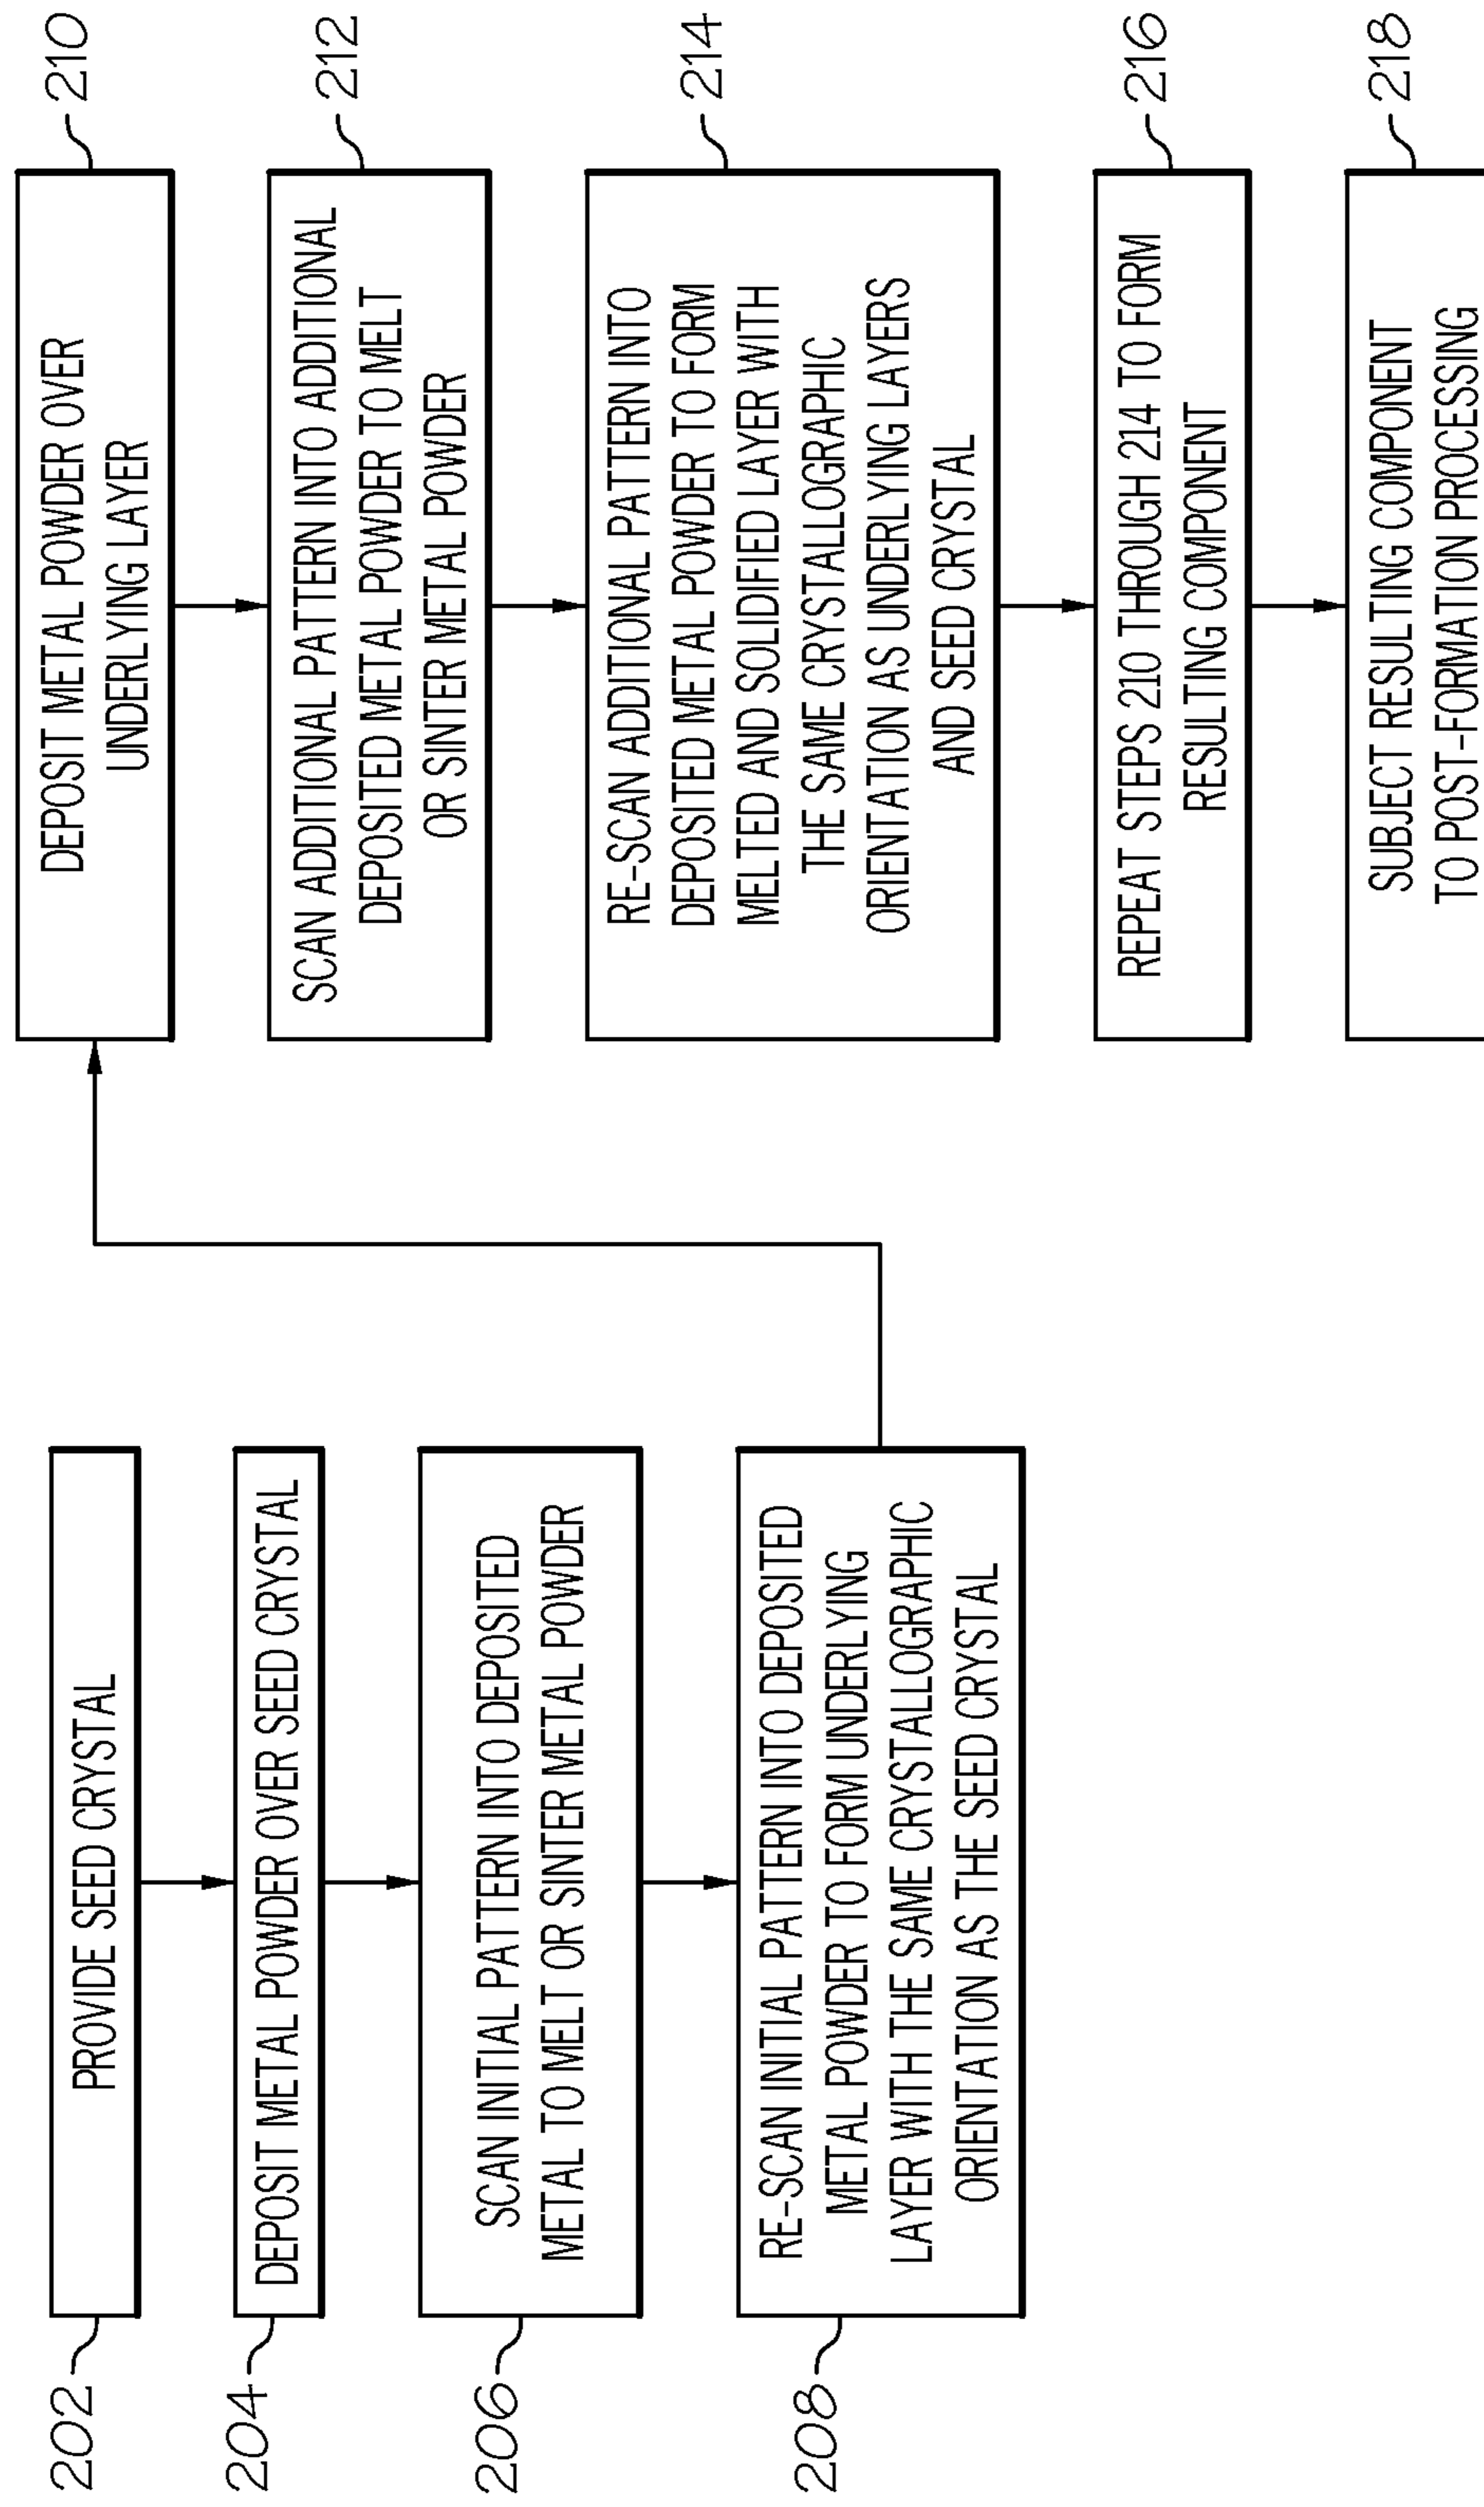 202
PROVIDE SEED CRYSTAL
204
DEPOSIT METAL POWDER OVER SEED CRYSTAL
206
SCAN INITIAL PATTERN INTO DEPOSITED
METAL TO MELT OR SINTER METAL POWDER
208
RE-SCAN INITIAL PATTERN INTO DEPOSITED
METAL POWDER TO FORM UNDERLYING
LAYER WITH THE SAME CRYSTALLOGRAPHIC
ORIENTATION AS THE SEED CRYSTAL
210
DEPOSIT METAL POWDER OVER
UNDERLYING LAYER
212
SCAN ADDITIONAL PATTERN INTO ADDITIONAL
DEPOSITED METAL POWDER TO MELT
OR SINTER METAL POWDER
214
RE-SCAN ADDITIONAL PATTERN INTO
DEPOSITED METAL POWDER TO FORM
MELTED AND SOLIDIFIED LAYER WITH
THE SAME CRYSTALLOGRAPHIC
ORIENTATION AS UNDERLYING LAYERS
AND SEED CRYSTAL
216
REPEAT STEPS 210 THROUGH 214 TO FORM
RESULTING COMPONENT
218
SUBJECT RESULTING COMPONENT
TO POST-FORMATION PROCESSING